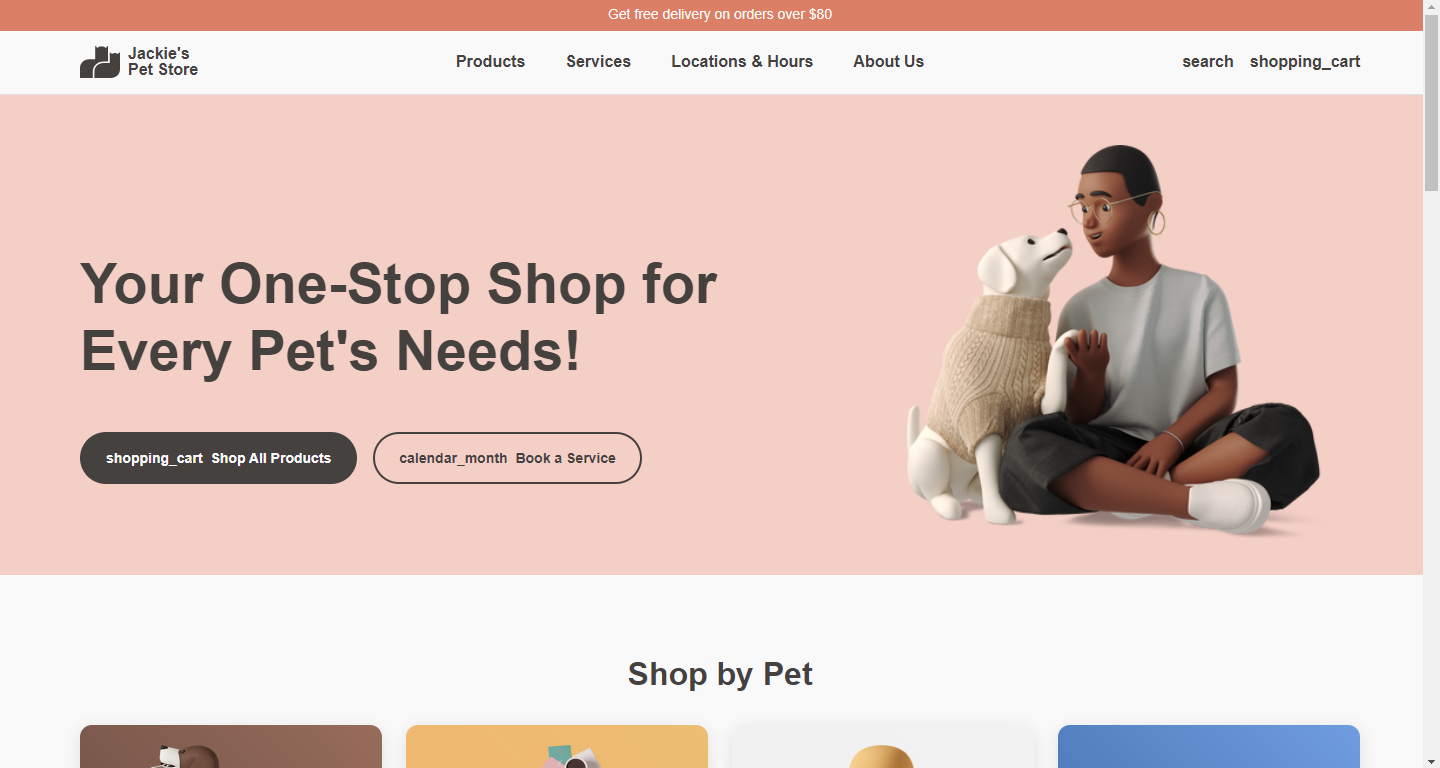 Get free delivery on orders over $80
Jackie's
Pet Store
Products
Services
Locations & Hours
About Us
search
shopping_cart
Your One-Stop Shop for
Every Pet's Needs!
shopping_cart Shop All Products
calendar_month Book a Service
Shop by Pet